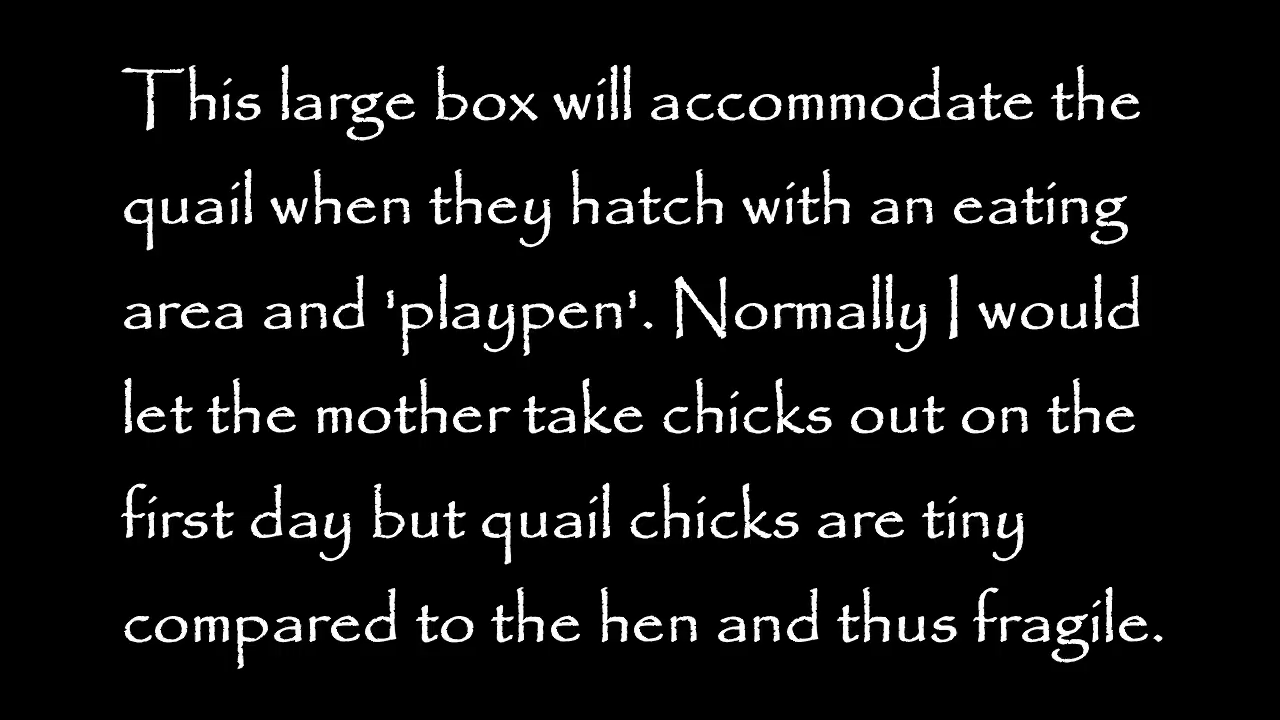 This large box will accommodate the
quail when they hatch with an eating
area and 'playpen'. Normally I would
let the mother take chicks out on the
first day but quail chicks are tiny
compared to the hen and thus fragile.